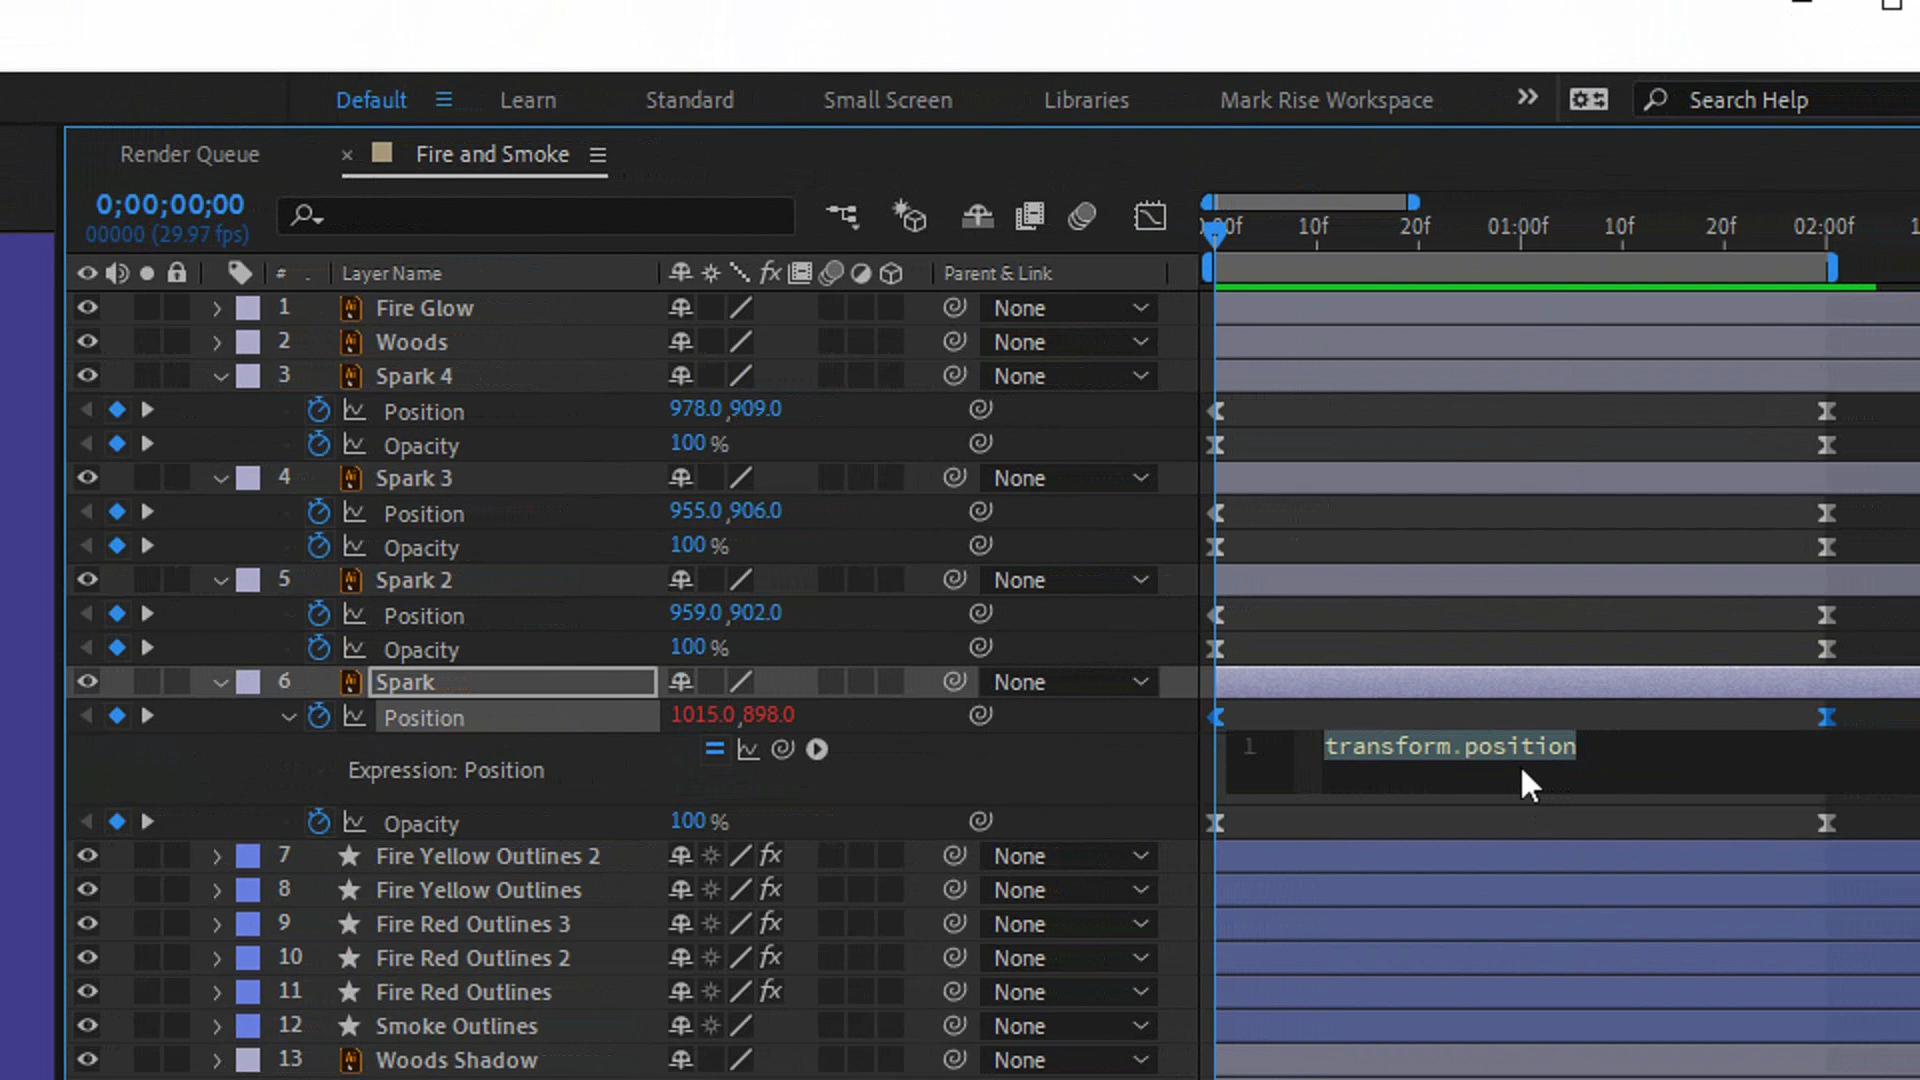 Default Learn Standard Small Screen Libraries Mark Rise Workspace Search Help
Render Queue × Fire and Smoke
0;00;00;00
00000 (29.97 fps)
10f 20f 01:00f 10f 20f 02:00f
# Layer Name fx Parent & Link
1 Fire Glow None
2 Woods None
3 Spark 4 None
Position 978.0 ,909.0
Opacity 100 %
4 Spark 3 None
Position 955.0 ,906.0
Opacity 100 %
5 Spark 2 None
Position 959.0 ,902.0
Opacity 100 %
6 Spark None
Position 1015.0 ,898.0
1 transform.position
Expression: Position
Opacity 100 %
7 Fire Yellow Outlines 2 fx None
8 Fire Yellow Outlines fx None
9 Fire Red Outlines 3 fx None
10 Fire Red Outlines 2 fx None
11 Fire Red Outlines fx None
12 Smoke Outlines None
13 Woods Shadow None